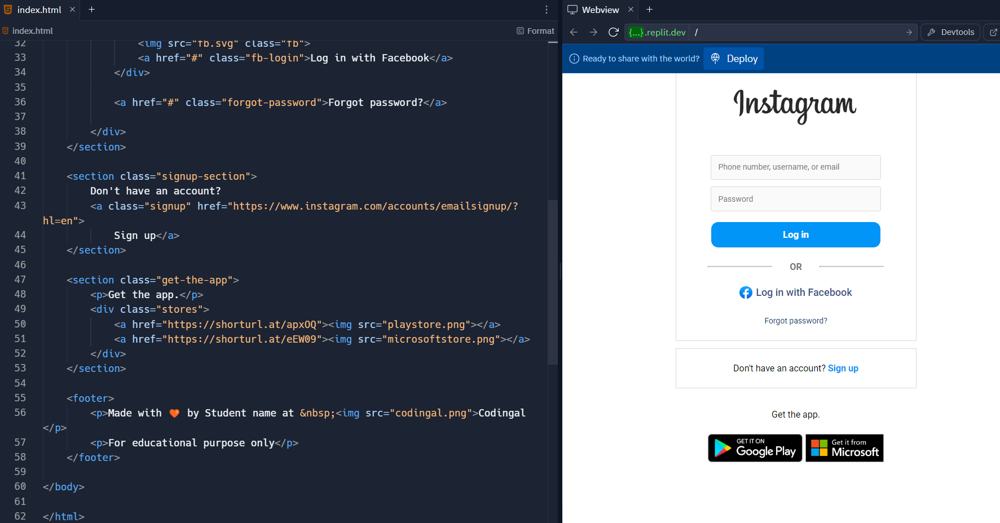 index.html
index.html
Format
32 <img src="fb.svg" class="fb">
33 <a href="#" class="fb-login">Log in with Facebook</a>
34 </div>
35
36 <a href="#" class="forgot-password">Forgot password?</a>
37
38 </div>
39 </section>
40
41 <section class="signup-section">
42 Don't have an account?
43 <a class="signup" href="https://www.instagram.com/accounts/emailsignup/?
hl=en">
44 Sign up</a>
45 </section>
46
47 <section class="get-the-app">
48 <p>Get the app.</p>
49 <div class="stores">
50 <a href="https://shorturl.at/apxOQ"><img src="playstore.png"></a>
51 <a href="https://shorturl.at/eEW09"><img src="microsoftstore.png"></a>
52 </div>
53 </section>
54
55 <footer>
56 <p>Made with 🧡 by Student name at &nbsp;<img src="codingal.png">Codingal
</p>
57 <p>For educational purpose only</p>
58 </footer>
59
60 </body>
61
62 </html>
Webview
{...}.replit.dev /
Devtools
Ready to share with the world? Deploy
Instagram
Phone number, username, or email
Password
Log in
OR
Log in with Facebook
Forgot password?
Don't have an account? Sign up
Get the app.
GET IT ON
Google Play
Get it from
Microsoft